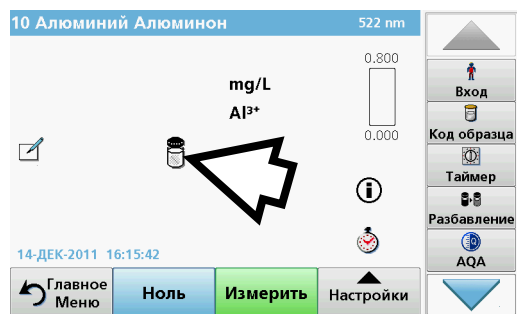 10 Алюминий Алюминон
522 nm
0.800
mg/L
Al³⁺
0.000
14-ДЕК-2011 16:15:42
Главное
Меню
Ноль
Измерить
Настройки
Вход
Код образца
Таймер
Разбавление
AQA